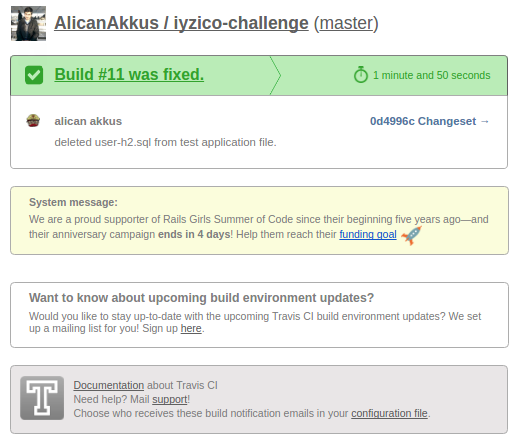 AlicanAkkus / iyzico-challenge (master)
Build #11 was fixed.
1 minute and 50 seconds
alican akkus
0d4996c Changeset →
deleted user-h2.sql from test application file.
System message:
We are a proud supporter of Rails Girls Summer of Code since their beginning five years ago—and
their anniversary campaign ends in 4 days! Help them reach their funding goal
Want to know about upcoming build environment updates?
Would you like to stay up-to-date with the upcoming Travis CI build environment updates? We set
up a mailing list for you! Sign up here.
T
Documentation about Travis CI
Need help? Mail support!
Choose who receives these build notification emails in your configuration file.